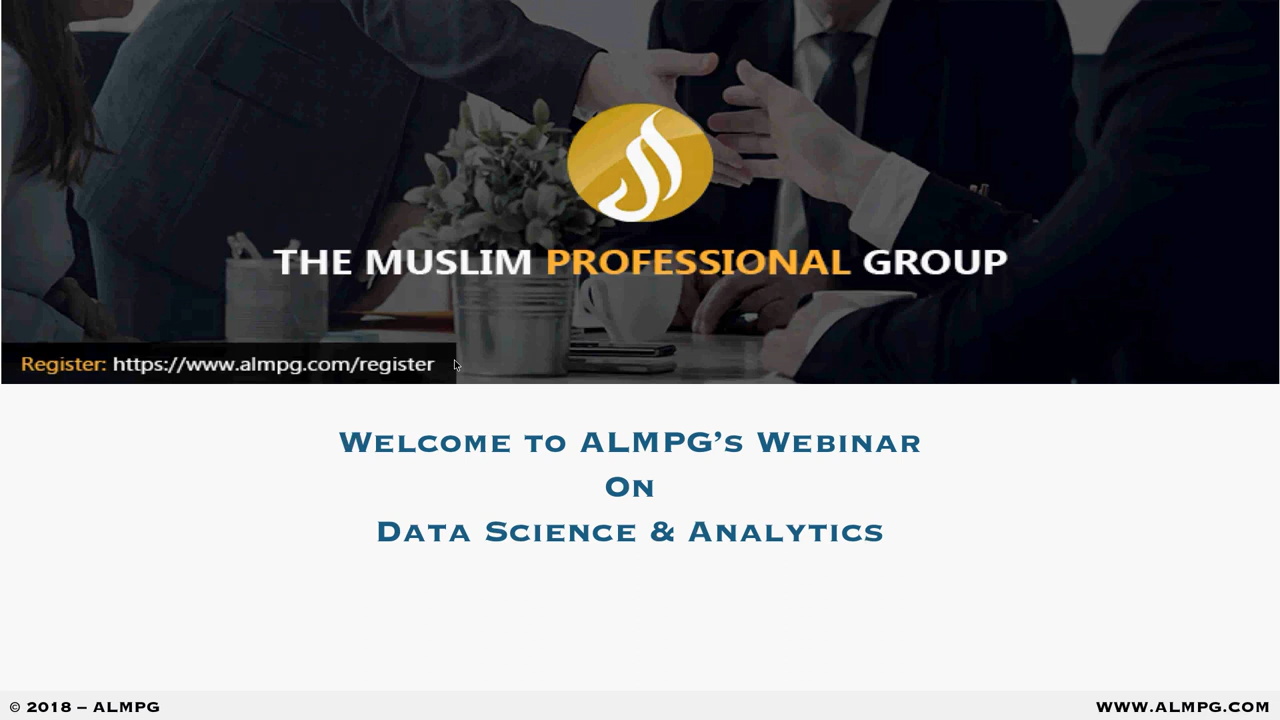 THE MUSLIM PROFESSIONAL GROUP
Register: https://www.almpg.com/register
Welcome to ALMPG’s Webinar
On
Data Science & Analytics
© 2018 – ALMPG
WWW.ALMPG.COM